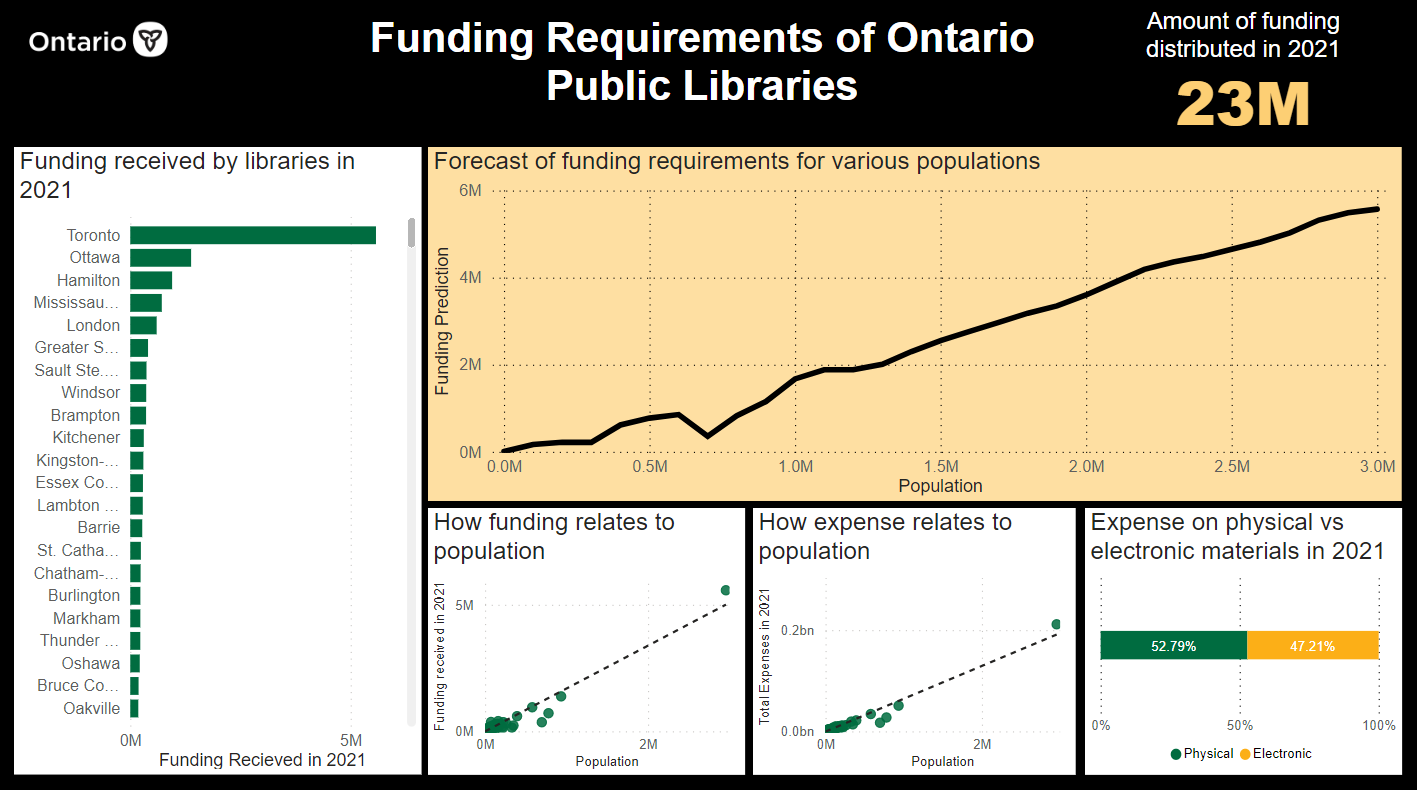 Ontario
Funding Requirements of Ontario
Public Libraries
Amount of funding
distributed in 2021
23M
Funding received by libraries in
2021
Toronto
Ottawa
Hamilton
Mississau...
London
Greater S...
Sault Ste....
Windsor
Brampton
Kitchener
Kingston-...
Essex Co...
Lambton ...
Barrie
St. Catha...
Chatham-...
Burlington
Markham
Thunder ...
Oshawa
Bruce Co...
Oakville
0M 5M
Funding Recieved in 2021
Forecast of funding requirements for various populations
Funding Prediction
6M
4M
2M
0M
0.0M 0.5M 1.0M 1.5M 2.0M 2.5M 3.0M
Population
How funding relates to
population
Funding received in 2021
5M
0M
0M 2M
Population
How expense relates to
population
Total Expenses in 2021
0.2bn
0.0bn
0M 2M
Population
Expense on physical vs
electronic materials in 2021
52.79% 47.21%
0% 50% 100%
Physical Electronic